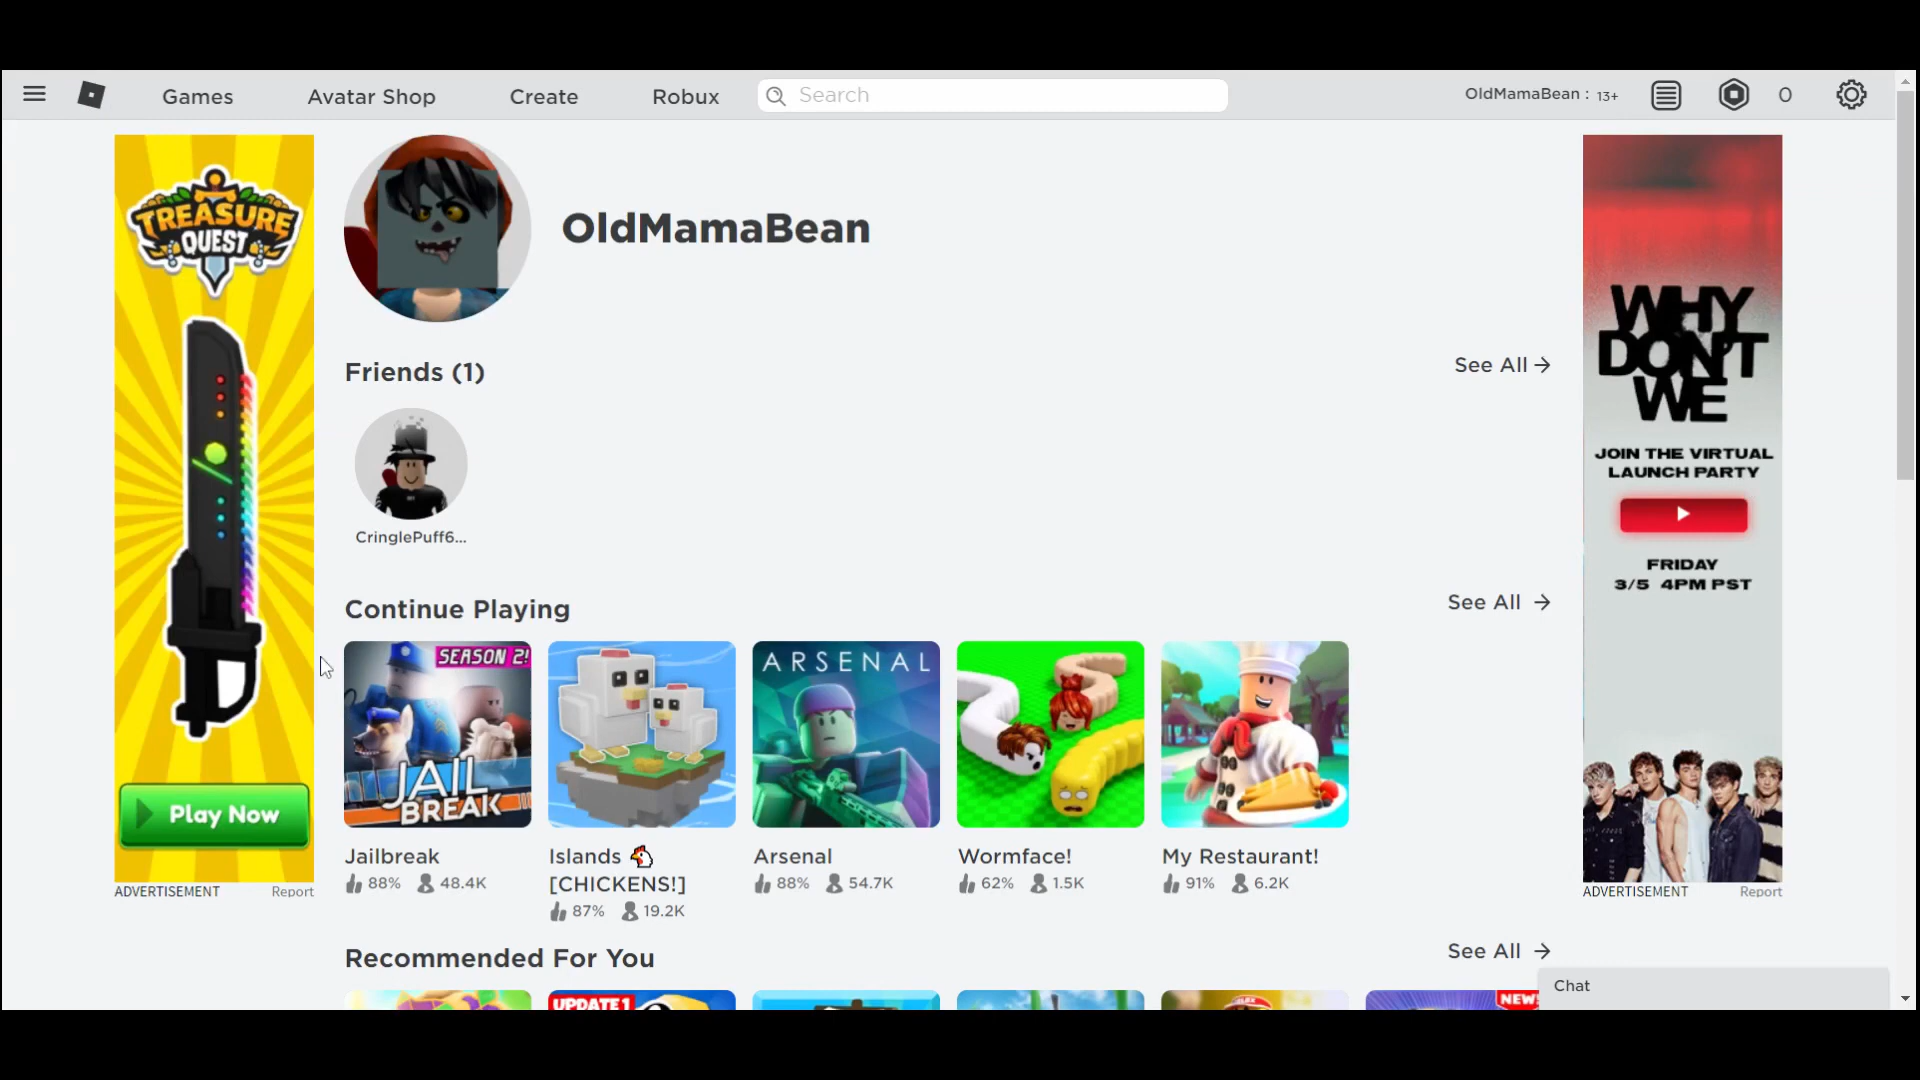 Games
Avatar Shop
Create
Robux
Search
OldMamaBean : 13+
0
TREASURE
QUEST
Play Now
ADVERTISEMENT
Report
OldMamaBean
Friends (1)
See All
CringlePuff6...
Continue Playing
See All
SEASON 2!
JAIL
BREAK
ARSENAL
Jailbreak
88% 48.4K
Islands
[CHICKENS!]
87% 19.2K
Arsenal
88% 54.7K
Wormface!
62% 1.5K
My Restaurant!
91% 6.2K
Recommended For You
See All
UPDATE 1
NEW!
WHY
DON'T
WE
JOIN THE VIRTUAL
LAUNCH PARTY
FRIDAY
3/5 4PM PST
ADVERTISEMENT
Report
Chat